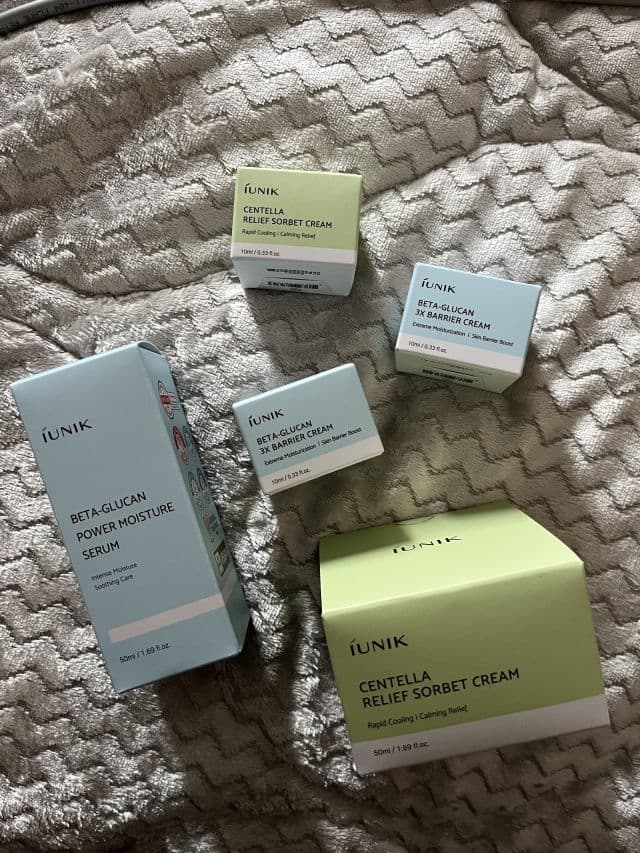 iUNIK
CENTELLA
RELIEF SORBET CREAM
Rapid Cooling | Calming Relief
10ml / 0.33 fl.oz.
iUNIK
BETA-GLUCAN
3X BARRIER CREAM
Extreme Moisturization | Skin Barrier Boost
10ml / 0.33 fl.oz.
iUNIK
BETA-GLUCAN
3X BARRIER CREAM
Extreme Moisturization | Skin Barrier Boost
10ml / 0.33 fl.oz.
iUNIK
BETA-GLUCAN
POWER MOISTURE
SERUM
Intense Moisture
Soothing Care
50ml / 1.69 fl.oz.
iUNIK
iUNIK
CENTELLA
RELIEF SORBET CREAM
Rapid Cooling | Calming Relief
50ml / 1.69 fl.oz.